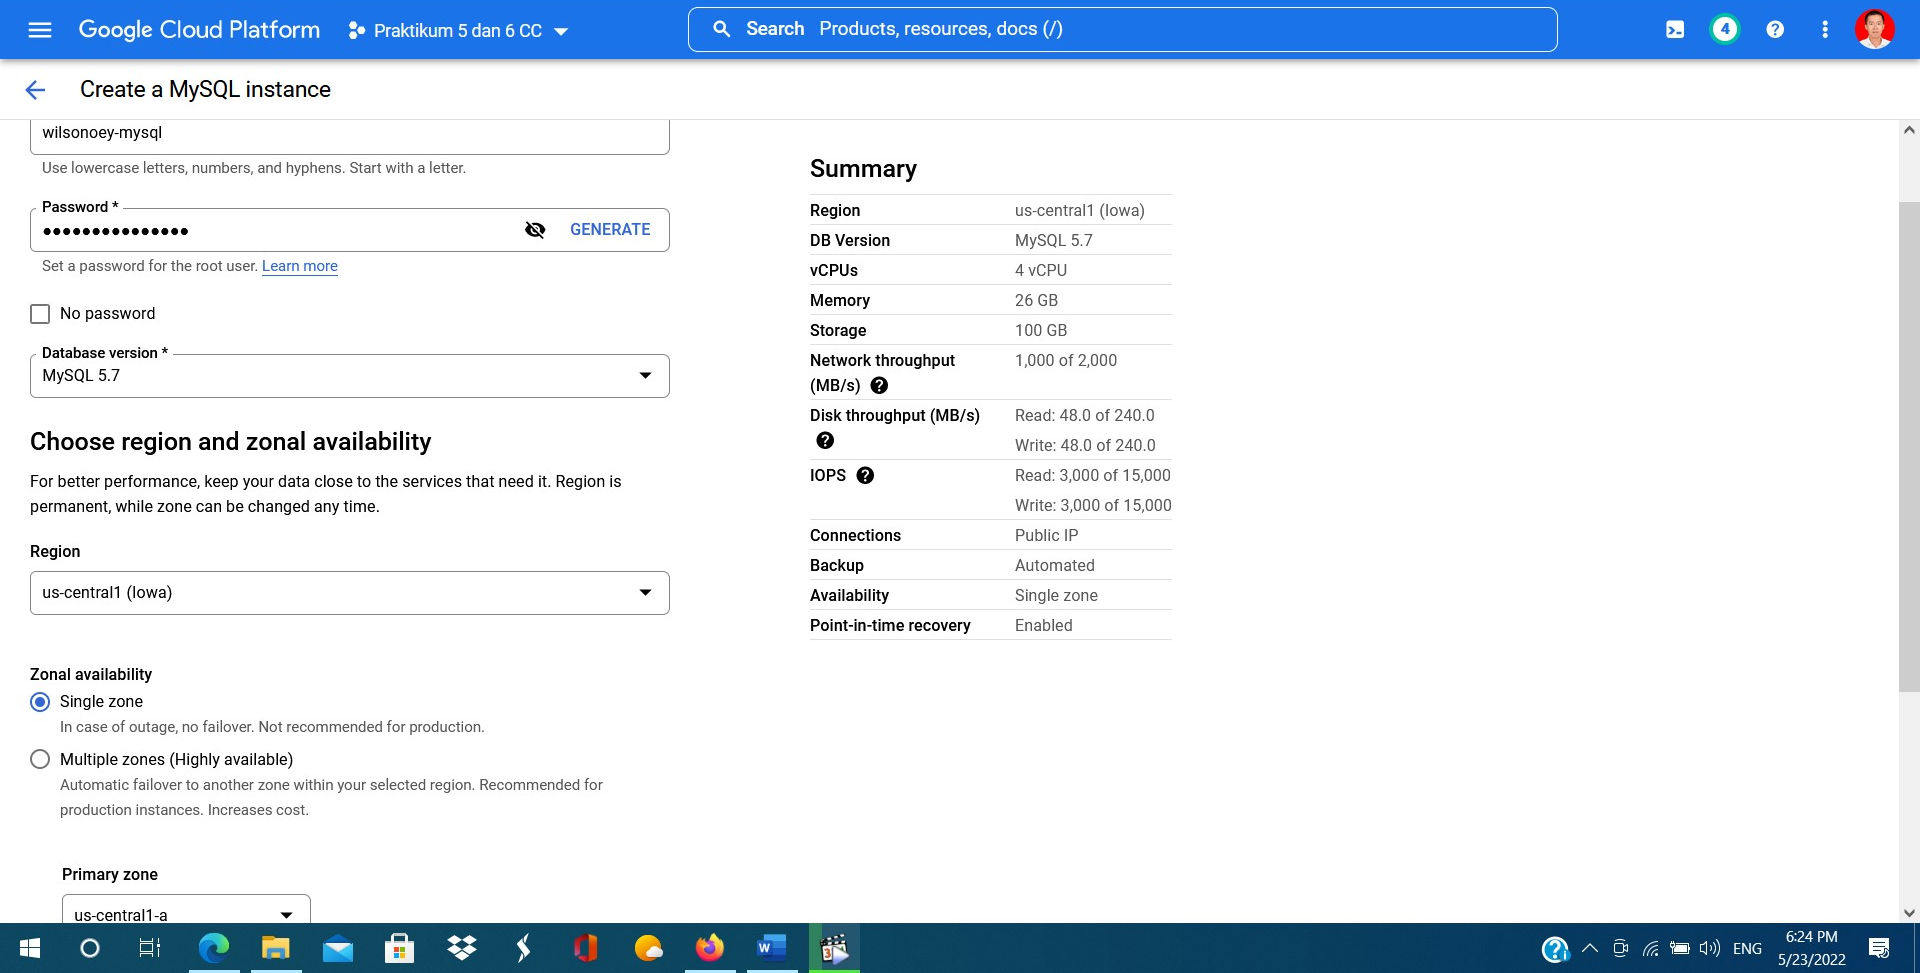 Google Cloud Platform
Praktikum 5 dan 6 CC
Search Products, resources, docs (/)
4
Create a MySQL instance
wilsonoey-mysql
Use lowercase letters, numbers, and hyphens. Start with a letter.
Password *
GENERATE
Set a password for the root user. Learn more
No password
Database version *
MySQL 5.7
Choose region and zonal availability
For better performance, keep your data close to the services that need it. Region is
permanent, while zone can be changed any time.
Region
us-central1 (Iowa)
Zonal availability
Single zone
In case of outage, no failover. Not recommended for production.
Multiple zones (Highly available)
Automatic failover to another zone within your selected region. Recommended for
production instances. Increases cost.
Primary zone
us-central1-a
Summary
Region us-central1 (Iowa)
DB Version MySQL 5.7
vCPUs 4 vCPU
Memory 26 GB
Storage 100 GB
Network throughput 1,000 of 2,000
(MB/s)
Disk throughput (MB/s) Read: 48.0 of 240.0
Write: 48.0 of 240.0
IOPS Read: 3,000 of 15,000
Write: 3,000 of 15,000
Connections Public IP
Backup Automated
Availability Single zone
Point-in-time recovery Enabled
ENG
6:24 PM
5/23/2022